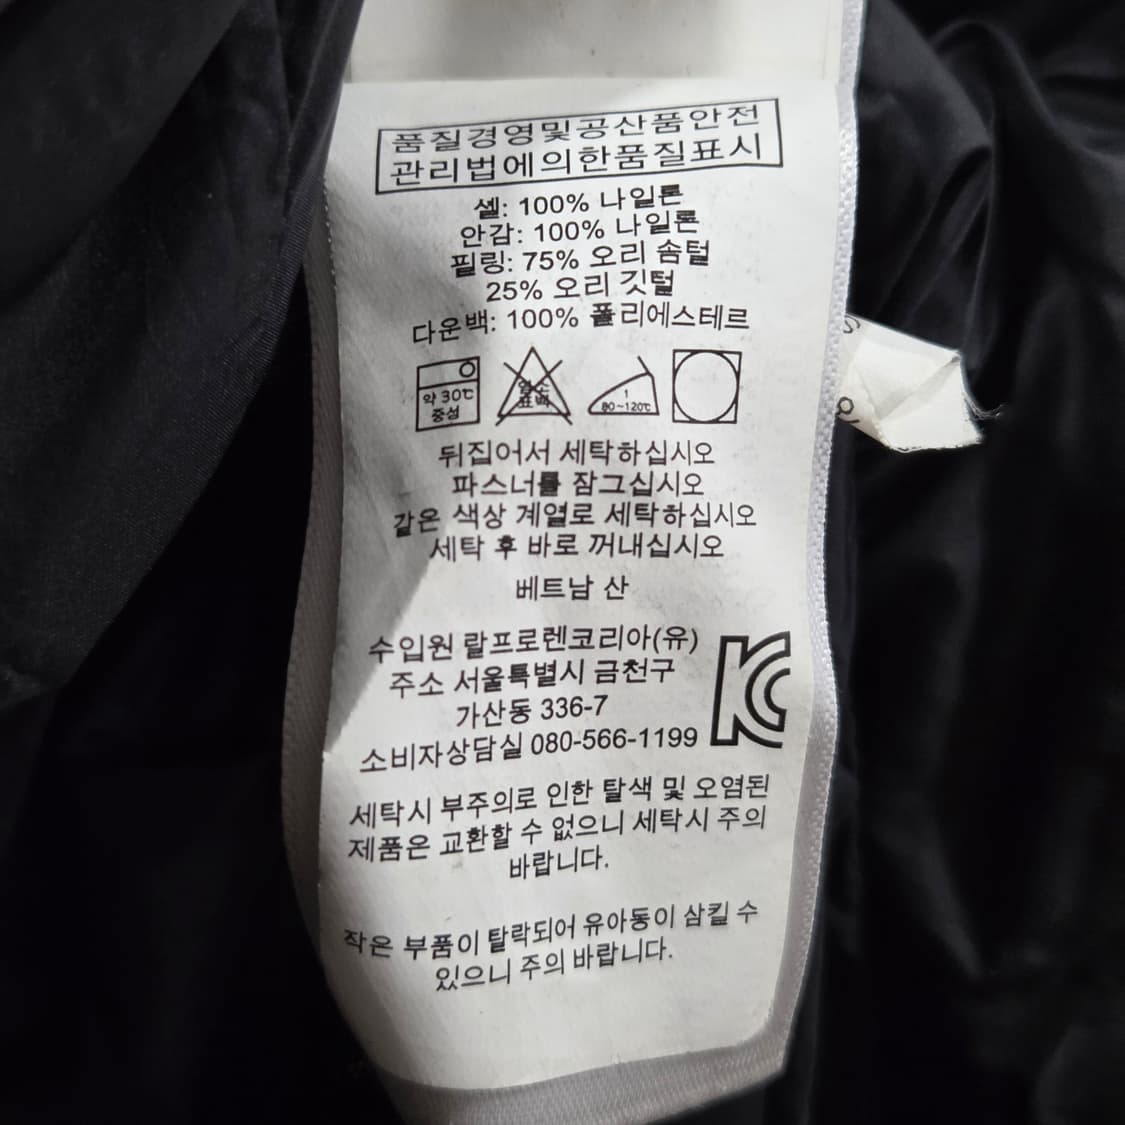 품질경영및공산품안전
관리법에의한품질표시
셸: 100% 나일론
안감: 100% 나일론
필링: 75% 오리 솜털
25% 오리 깃털
다운백: 100% 폴리에스테르
약 30℃
중성
염소
표백
1
80~120℃
뒤집어서 세탁하십시오
파스너를 잠그십시오
같은 색상 계열로 세탁하십시오
세탁 후 바로 꺼내십시오
베트남 산
수입원 랄프로렌코리아(유)
주소 서울특별시 금천구
가산동 336-7
소비자상담실 080-566-1199
KC
세탁시 부주의로 인한 탈색 및 오염된
제품은 교환할 수 없으니 세탁시 주의
바랍니다.
작은 부품이 탈락되어 유아동이 삼킬 수
있으니 주의 바랍니다.